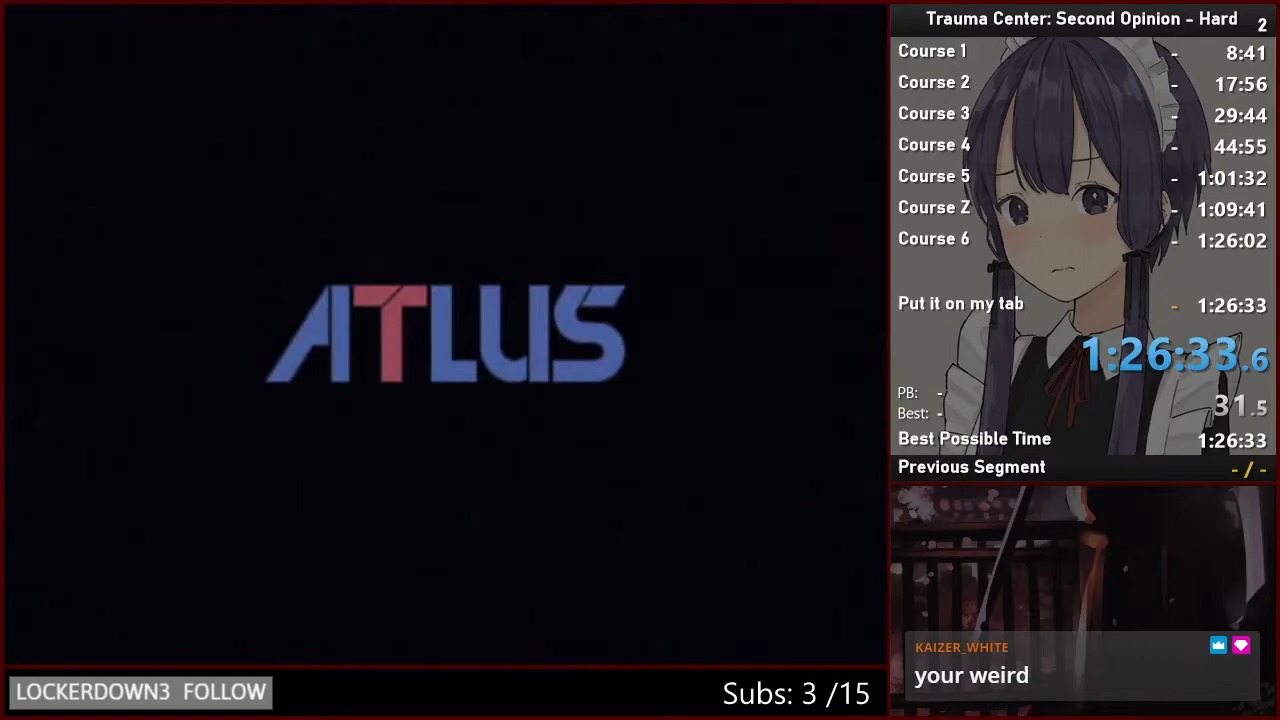 ATLUS
Trauma Center: Second Opinion - Hard 2
Course 1 - 8:41
Course 2 - 17:56
Course 3 - 29:44
Course 4 - 44:55
Course 5 - 1:01:32
Course Z - 1:09:41
Course 6 - 1:26:02
Put it on my tab - 1:26:33
1:26:33.6
PB: -
Best: - 31.5
Best Possible Time 1:26:33
Previous Segment - / -
KAIZER_WHITE
your weird
LOCKERDOWN3 FOLLOW
Subs: 3 /15